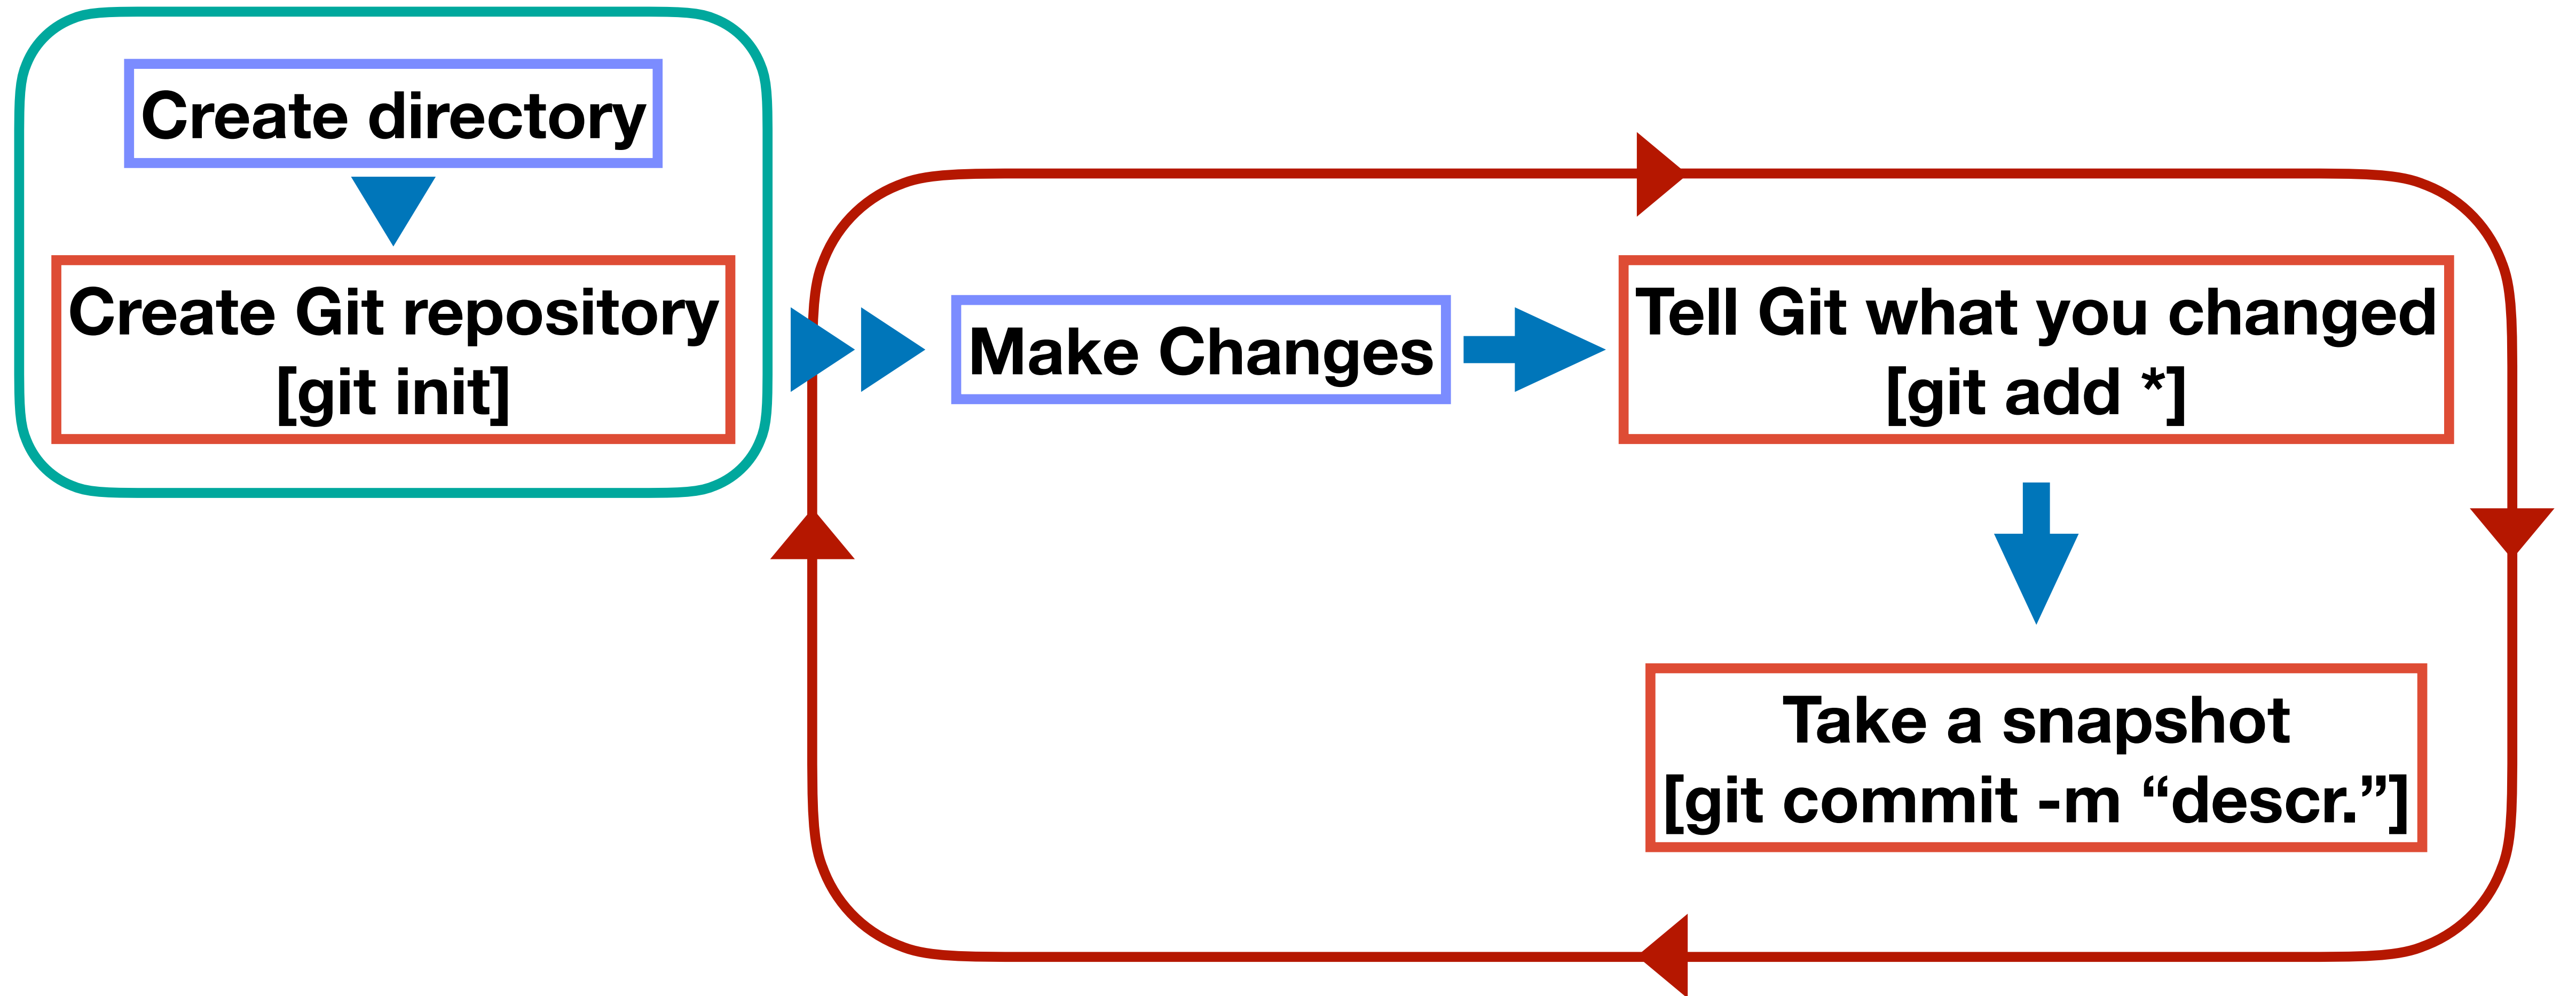 Create directory
Create Git repository
[git init]
Make Changes
Tell Git what you changed
[git add *]
Take a snapshot
[git commit -m “descr.”]